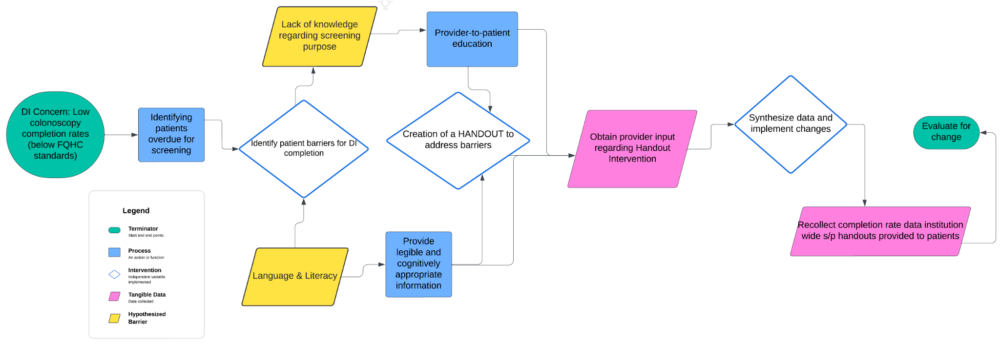 DI Concern: Low
colonoscopy
completion rates
(below FQHC
standards)
Identifying
patients
overdue for
screening
Identify patient barriers for DI
completion
Lack of knowledge
regarding screening
purpose
Provider-to-patient
education
Creation of a HANDOUT to
address barriers
Language & Literacy
Provide
legible and
cognitively
appropriate
information
Obtain provider input
regarding Handout
Intervention
Synthesize data and
implement changes
Recollect completion rate data institution
wide s/p handouts provided to patients
Evaluate for
change
Legend
Terminator
Start and end points
Process
An action or function
Intervention
Independent variable
implemented
Tangible Data
Data collected
Hypothesized
Barrier